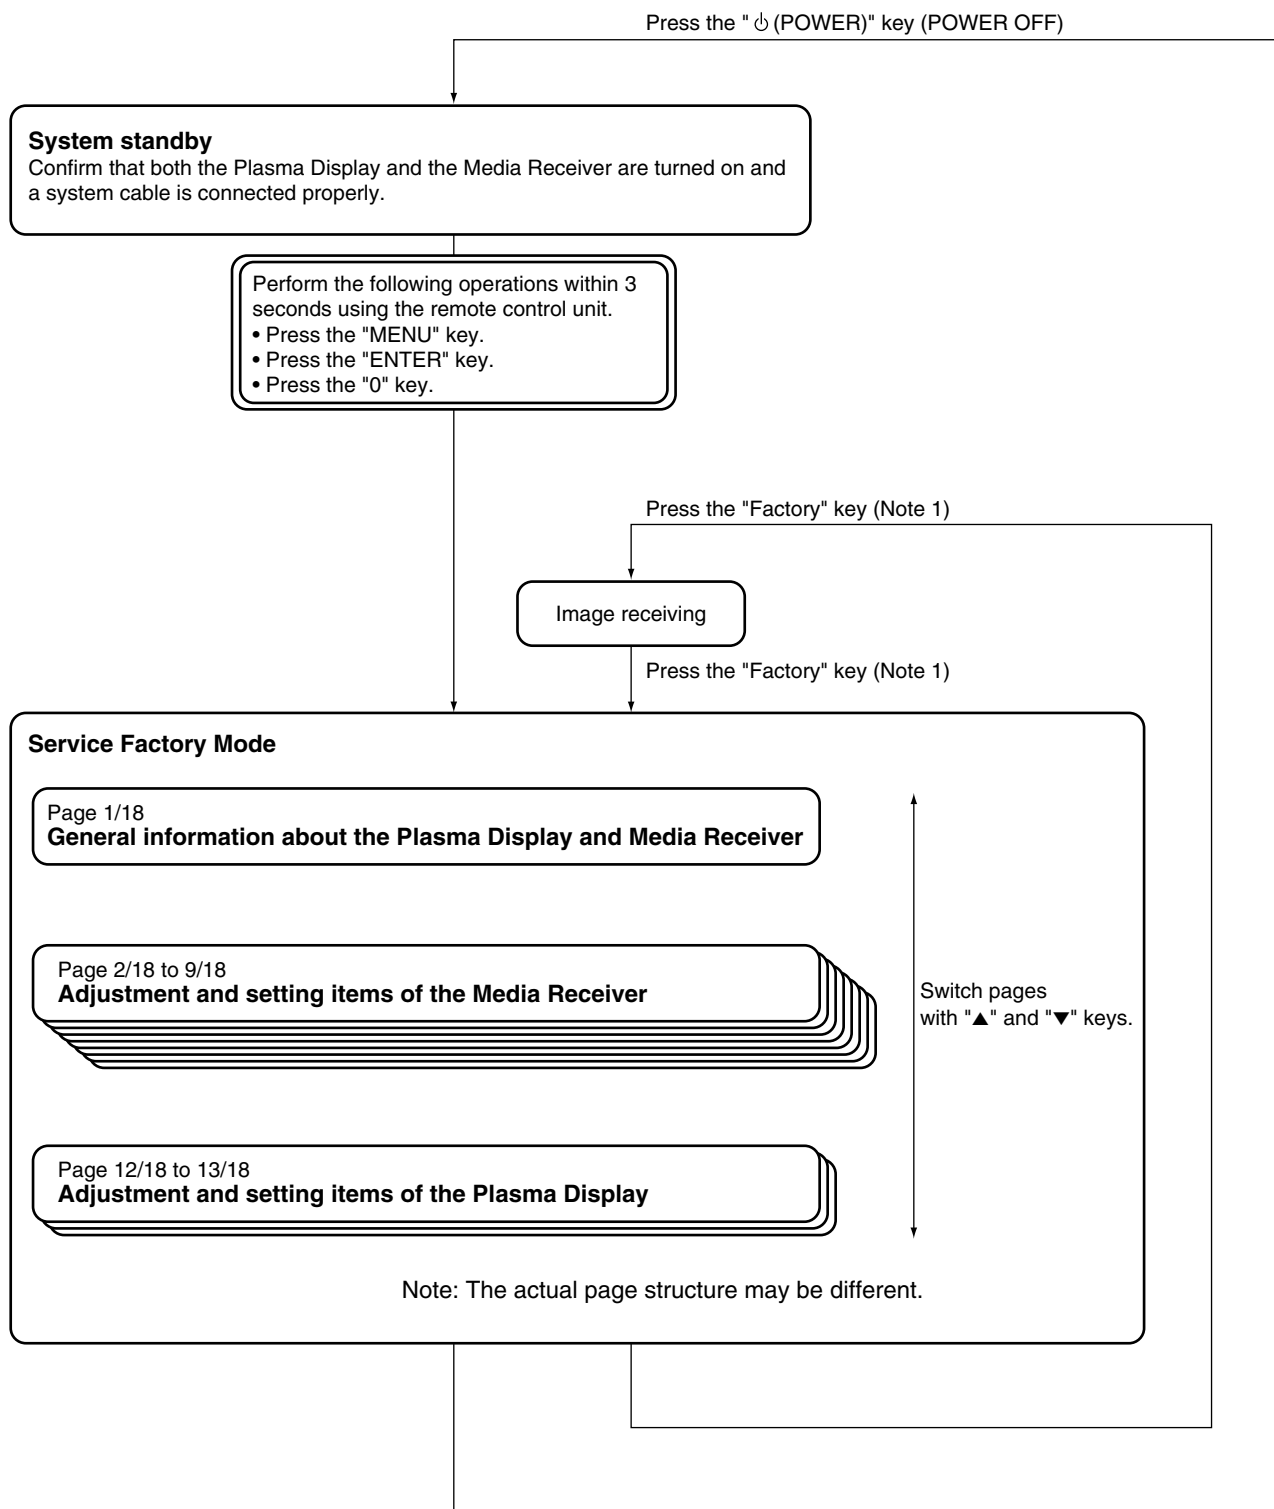 Press the "⏻(POWER)" key (POWER OFF)
System standby
Confirm that both the Plasma Display and the Media Receiver are turned on and
a system cable is connected properly.
Perform the following operations within 3
seconds using the remote control unit.
• Press the "MENU" key.
• Press the "ENTER" key.
• Press the "0" key.
Press the "Factory" key (Note 1)
Image receiving
Press the "Factory" key (Note 1)
Service Factory Mode
Page 1/18
General information about the Plasma Display and Media Receiver
Page 2/18 to 9/18
Adjustment and setting items of the Media Receiver
Switch pages
with "▲" and "▼" keys.
Page 12/18 to 13/18
Adjustment and setting items of the Plasma Display
Note: The actual page structure may be different.